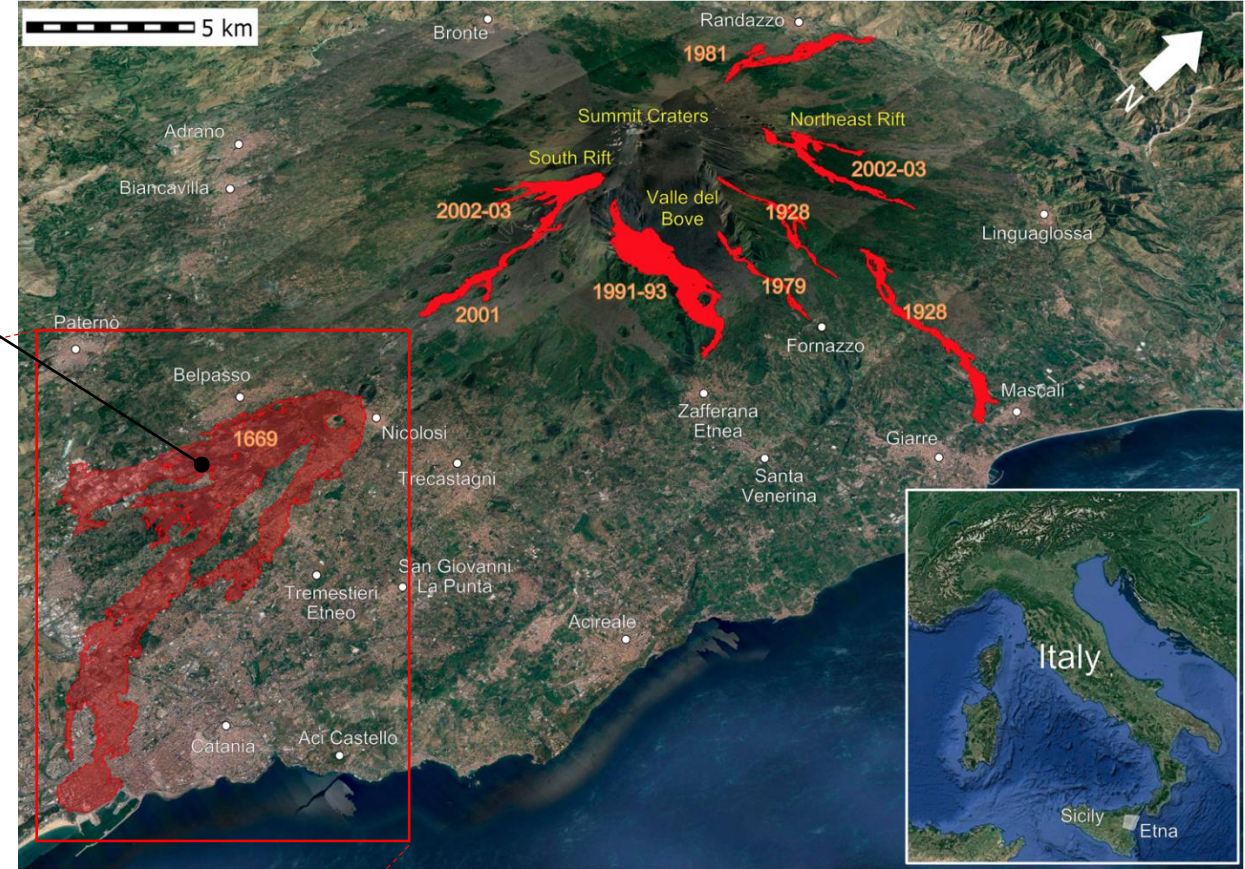 5 km
Bronte
Randazzo
1981
N
Summit Craters
Northeast Rift
Adrano
South Rift
2002-03
Biancavilla
Valle del
Bove
2002-03
1928
Linguaglossa
1991-93
1979
2001
1928
Paternò
Fornazzo
Belpasso
Mascali
Zafferana
Etnea
1669
Nicolosi
Giarre
Trecastagni
Santa
Venerina
San Giovanni
La Punta
Tremestieri
Etneo
Acireale
Italy
Catania
Aci Castello
Sicily
Etna